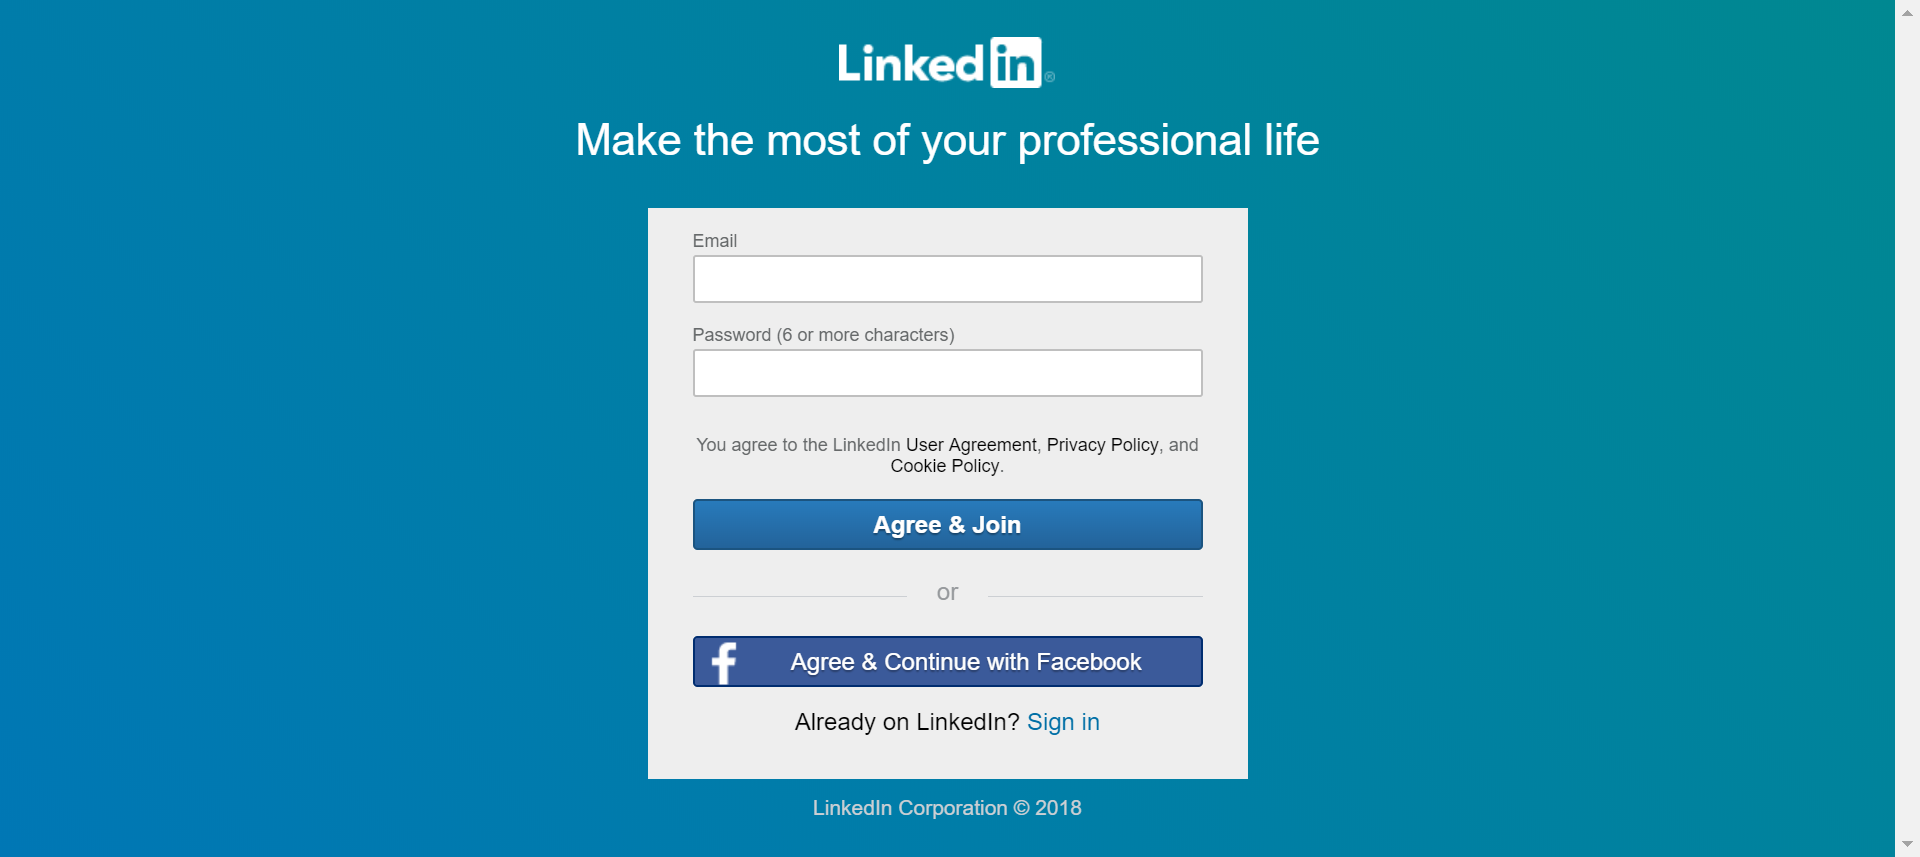 Linked in ®
Make the most of your professional life
Email
Password (6 or more characters)
You agree to the LinkedIn User Agreement, Privacy Policy, and
Cookie Policy.
Agree & Join
or
f Agree & Continue with Facebook
Already on LinkedIn? Sign in
LinkedIn Corporation © 2018